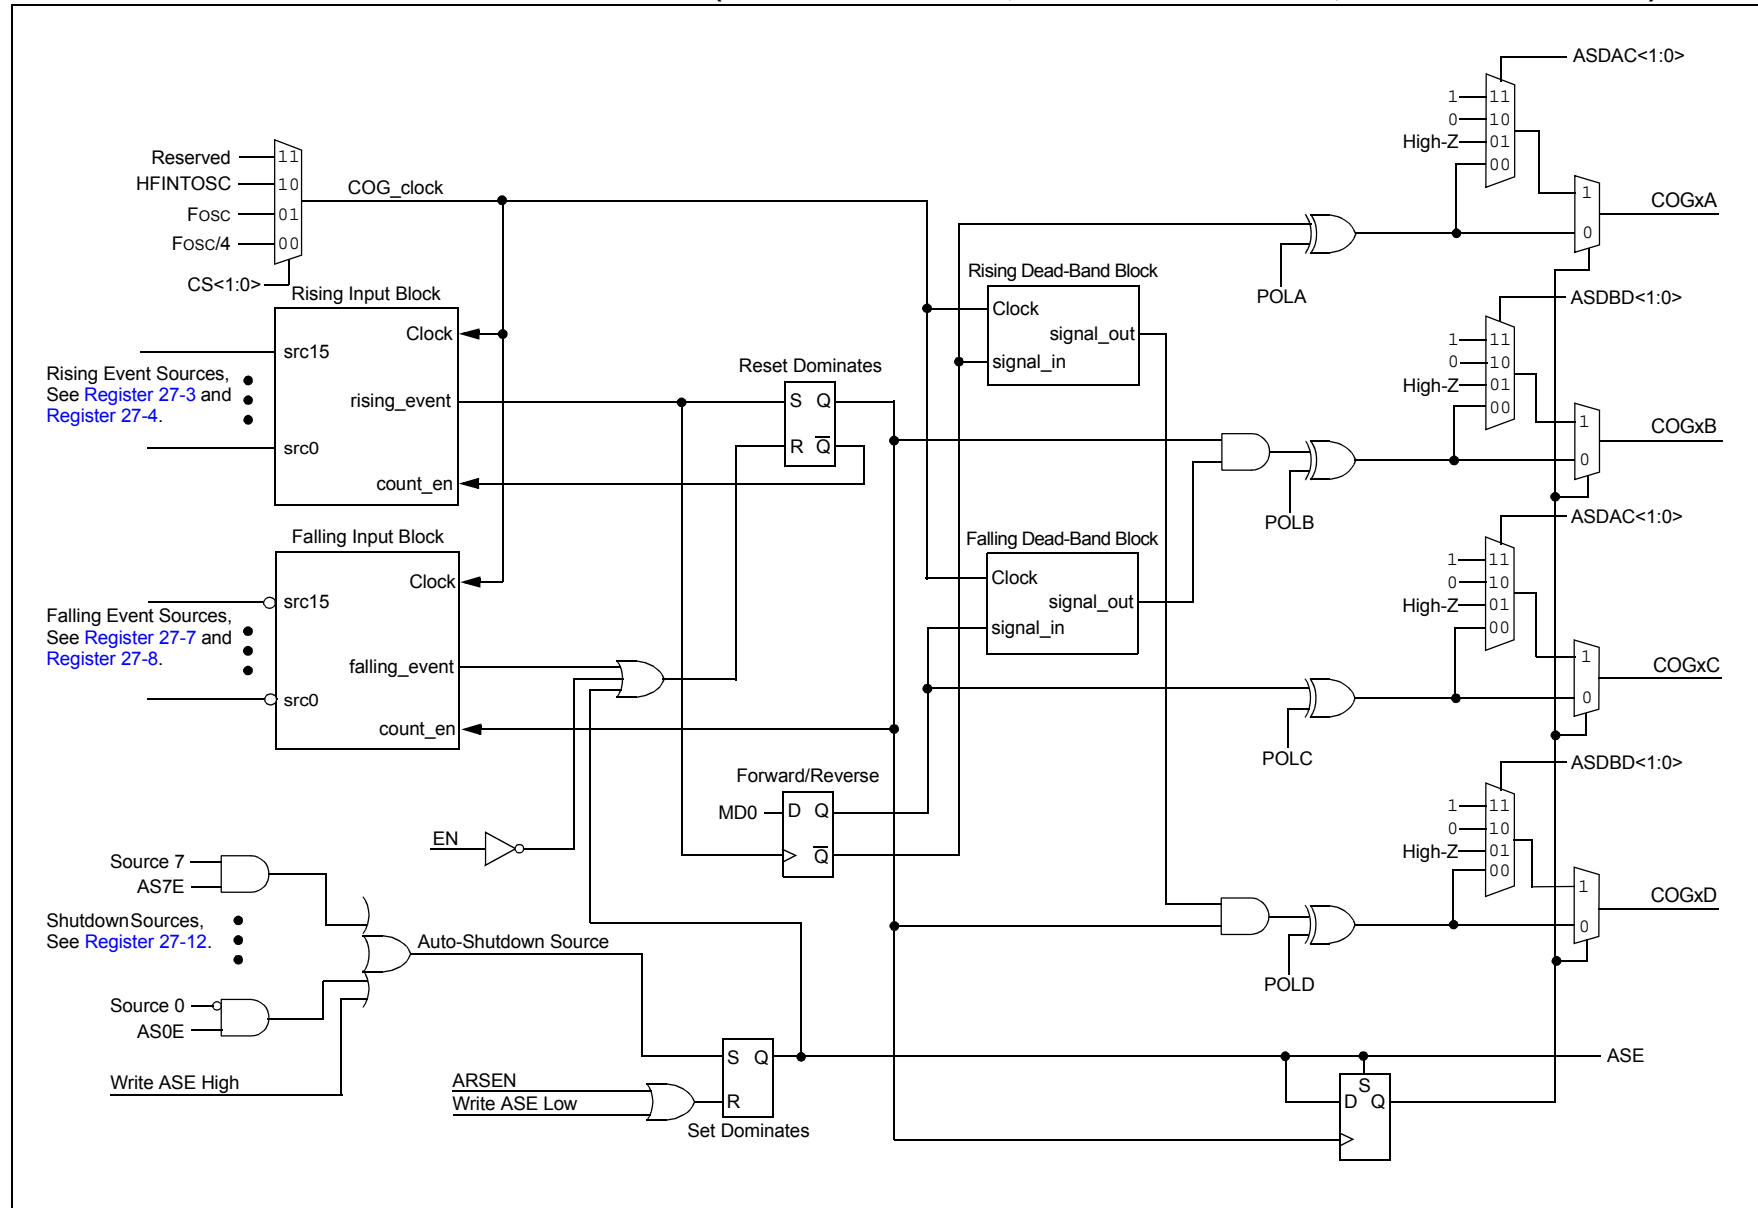 ASDAC<1:0>
1 11
0 10
High-Z 01
00
1
0
COGxA
POLA
Reserved 11
HFINTOSC 10
Fosc 01
Fosc/4 00
CS<1:0>
COG_clock
Rising Input Block
Clock
src15
rising_event
src0
count_en
Rising Event Sources,
See Register 27-3 and
Register 27-4.
Reset Dominates
S Q
R Q
Rising Dead-Band Block
Clock
signal_out
signal_in
ASDBD<1:0>
1 11
0 10
High-Z 01
00
1
0
COGxB
POLB
Falling Input Block
Clock
src15
falling_event
src0
count_en
Falling Event Sources,
See Register 27-7 and
Register 27-8.
Falling Dead-Band Block
Clock
signal_out
signal_in
ASDAC<1:0>
1 11
0 10
High-Z 01
00
1
0
COGxC
POLC
Forward/Reverse
MD0 D Q
Q
EN
ASDBD<1:0>
1 11
0 10
High-Z 01
00
1
0
COGxD
POLD
Source 7
AS7E
Shutdown Sources,
See Register 27-12.
Auto-Shutdown Source
Source 0
AS0E
Write ASE High
ARSEN
Write ASE Low
S Q
R
Set Dominates
S
D Q
ASE